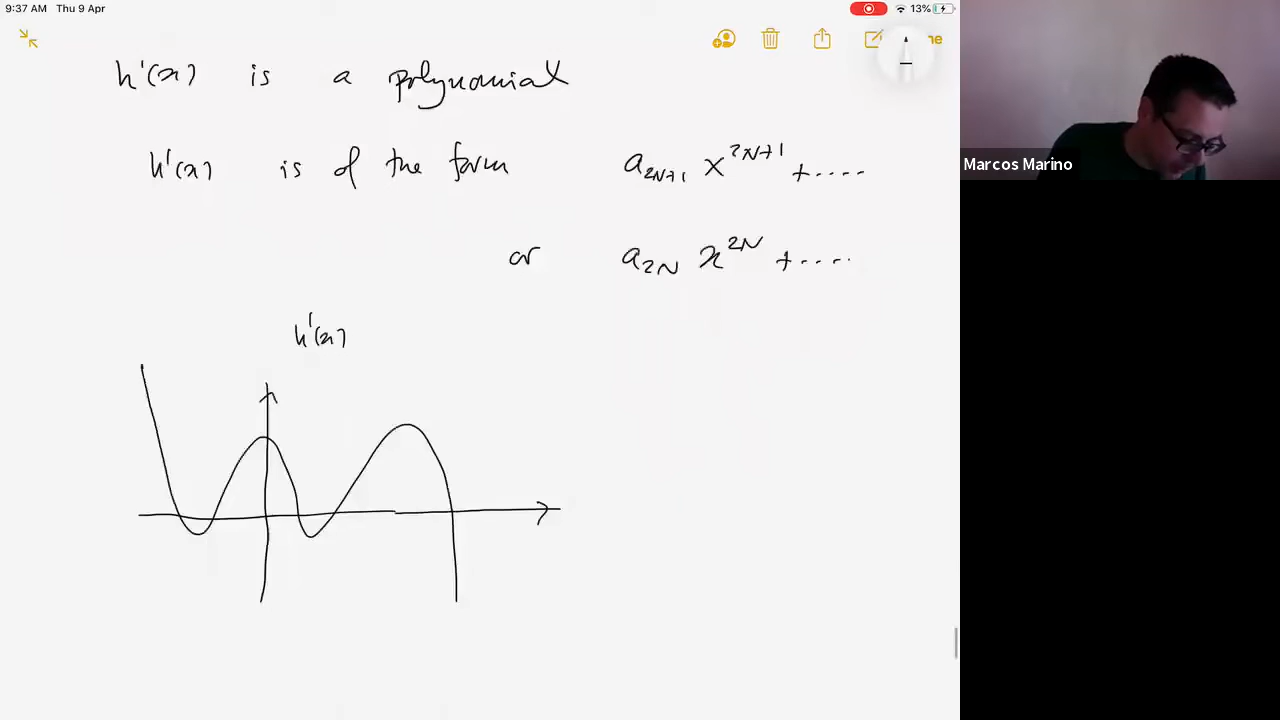 9:37 AM Thu 9 Apr
13%
h'(x) is a polynomial
Marcos Marino
h'(x) is of the form a_{2N+1} x^{2N+1} + ....
or a_{2N} x^{2N} + ....
h'(x)